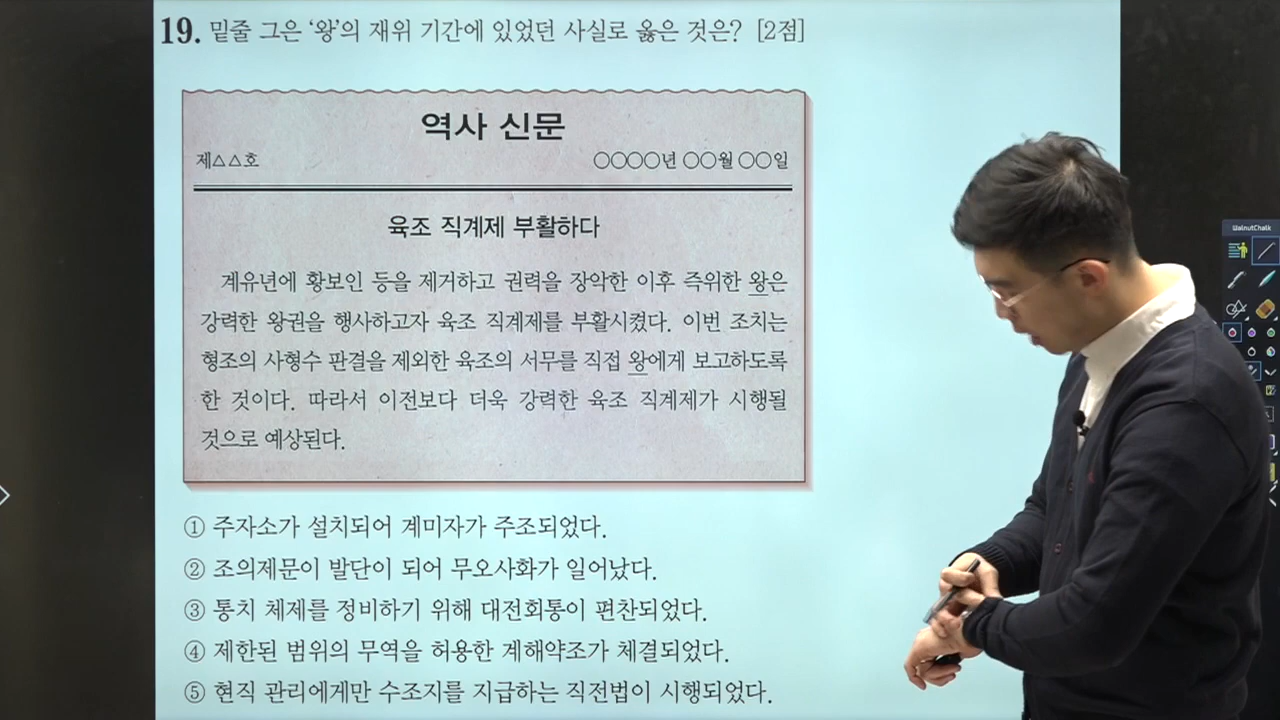 19. 밑줄 그은 ‘왕’의 재위 기간에 있었던 사실로 옳은 것은? [2점]
역사 신문
제△△호
○○○○년 ○○월 ○○일
육조 직계제 부활하다
계유년에 황보인 등을 제거하고 권력을 장악한 이후 즉위한 왕은
강력한 왕권을 행사하고자 육조 직계제를 부활시켰다. 이번 조치는
형조의 사형수 판결을 제외한 육조의 서무를 직접 왕에게 보고하도록
한 것이다. 따라서 이전보다 더욱 강력한 육조 직계제가 시행될
것으로 예상된다.
① 주자소가 설치되어 계미자가 주조되었다.
② 조의제문이 발단이 되어 무오사화가 일어났다.
③ 통치 체제를 정비하기 위해 대전회통이 편찬되었다.
④ 제한된 범위의 무역을 허용한 계해약조가 체결되었다.
⑤ 현직 관리에게만 수조지를 지급하는 직전법이 시행되었다.
WalnutChalk